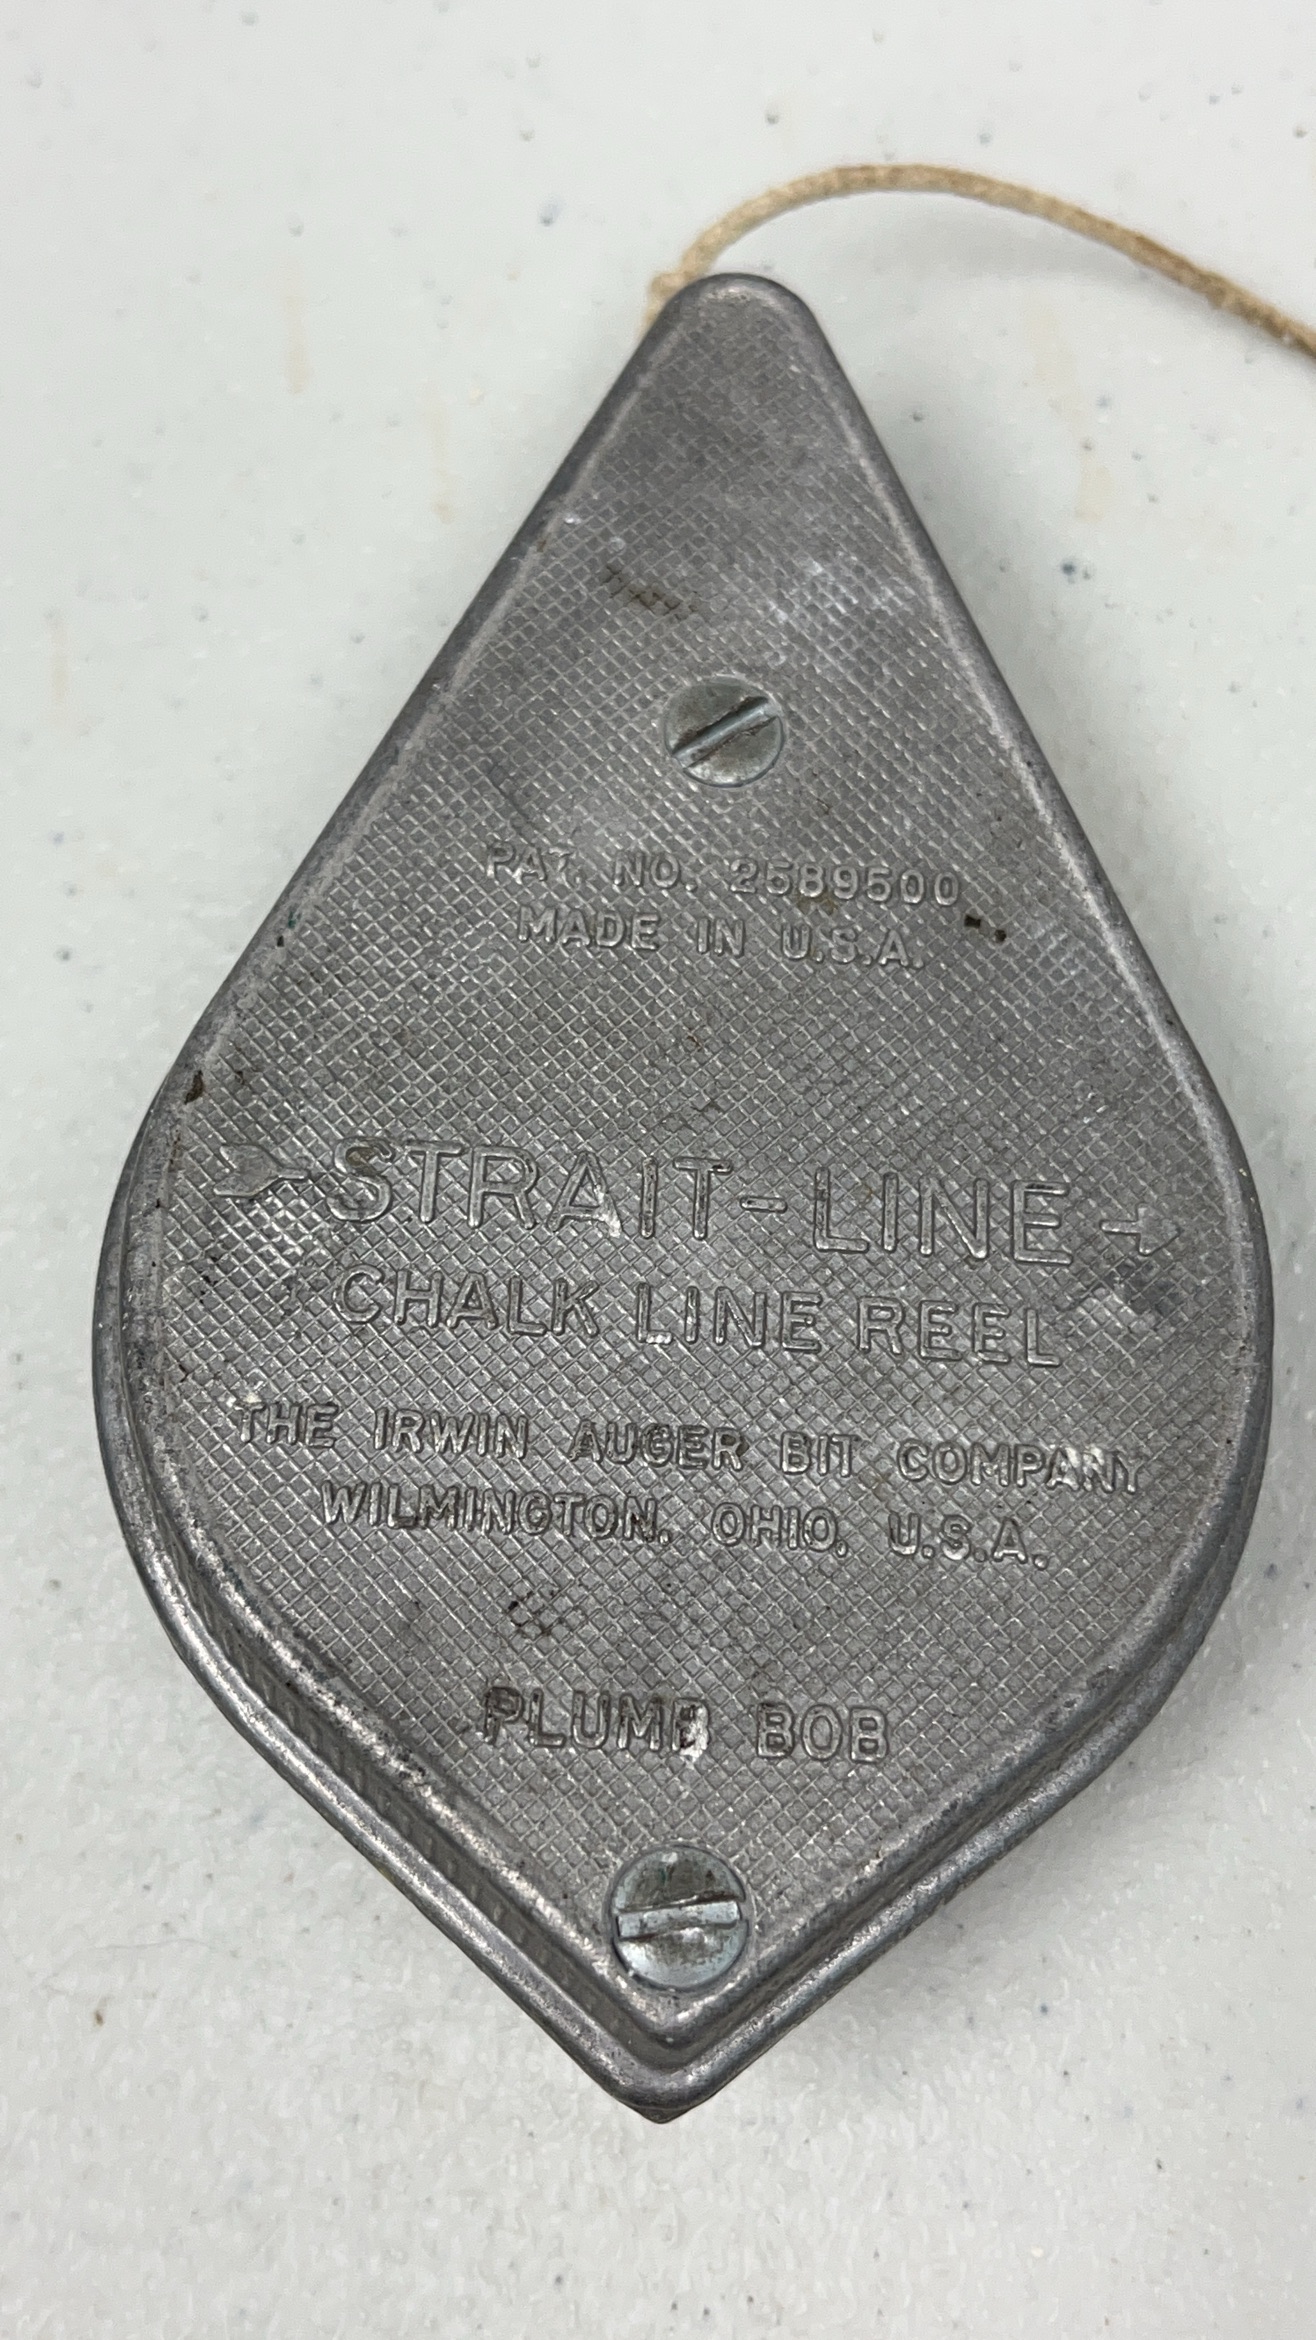 PAT. NO. 2589500
MADE IN U.S.A.
STRAIT-LINE
CHALK LINE REEL
THE IRWIN AUGER BIT COMPANY
WILMINGTON, OHIO, U.S.A.
PLUMB BOB